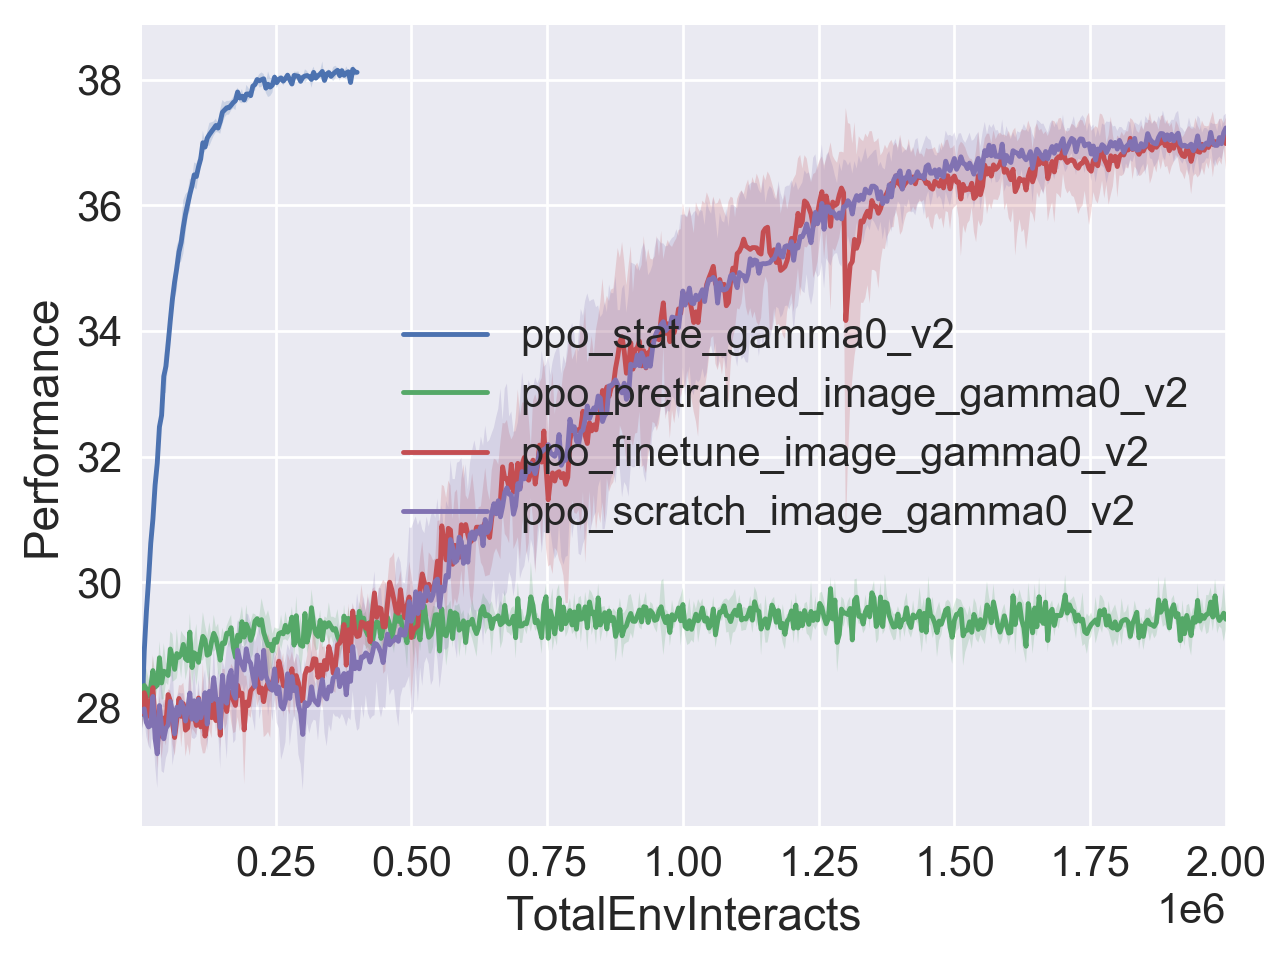 Performance
38
36
34
32
30
28
ppo_state_gamma0_v2
ppo_pretrained_image_gamma0_v2
ppo_finetune_image_gamma0_v2
ppo_scratch_image_gamma0_v2
0.25 0.50 0.75 1.00 1.25 1.50 1.75 2.00
1e6
TotalEnvInteracts